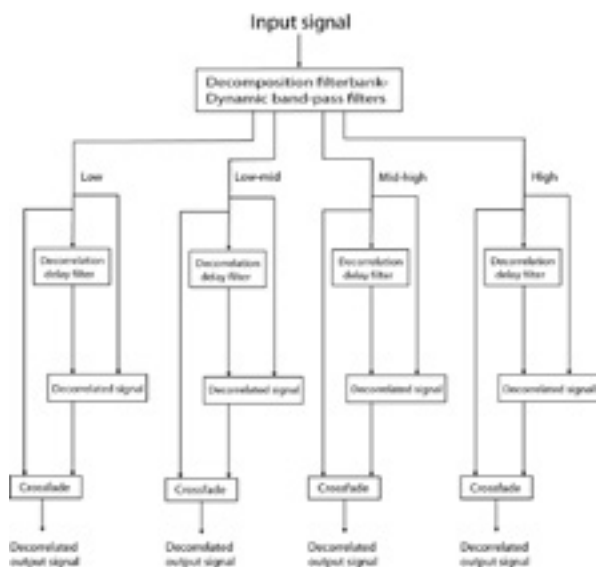 Input signal
Decomposition filterbank-
Dynamic band-pass filters
Low
Low-mid
Mid-high
High
Decorrelation
delay filter
Decorrelation
delay filter
Decorrelation
delay filter
Decorrelation
delay filter
Decorrelated signal
Decorrelated signal
Decorrelated signal
Decorrelated signal
Crossfade
Crossfade
Crossfade
Crossfade
Decorrelated
output signal
Decorrelated
output signal
Decorrelated
output signal
Decorrelated
output signal